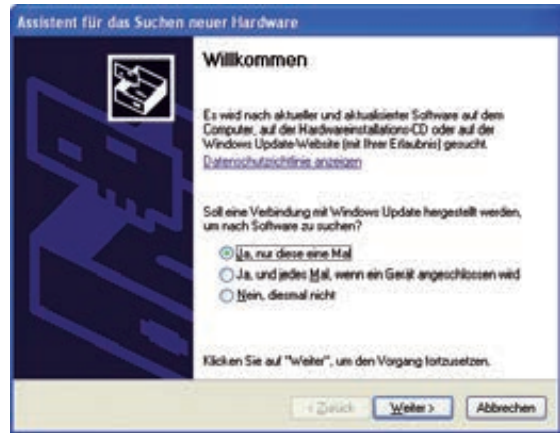 Assistent für das Suchen neuer Hardware
Willkommen
Es wird nach aktueller und aktualisierter Software auf dem
Computer, auf der Hardwareinstallations-CD oder auf der
Windows Update-Website (mit Ihrer Erlaubnis) gesucht.
Datenschutzrichtlinie anzeigen
Soll eine Verbindung mit Windows Update hergestellt werden,
um nach Software zu suchen?
Ja, nur diese eine Mal
Ja, und jedes Mal, wenn ein Gerät angeschlossen wird
Nein, diesmal nicht
Klicken Sie auf "Weiter", um den Vorgang fortzusetzen.
< Zurück Weiter > Abbrechen